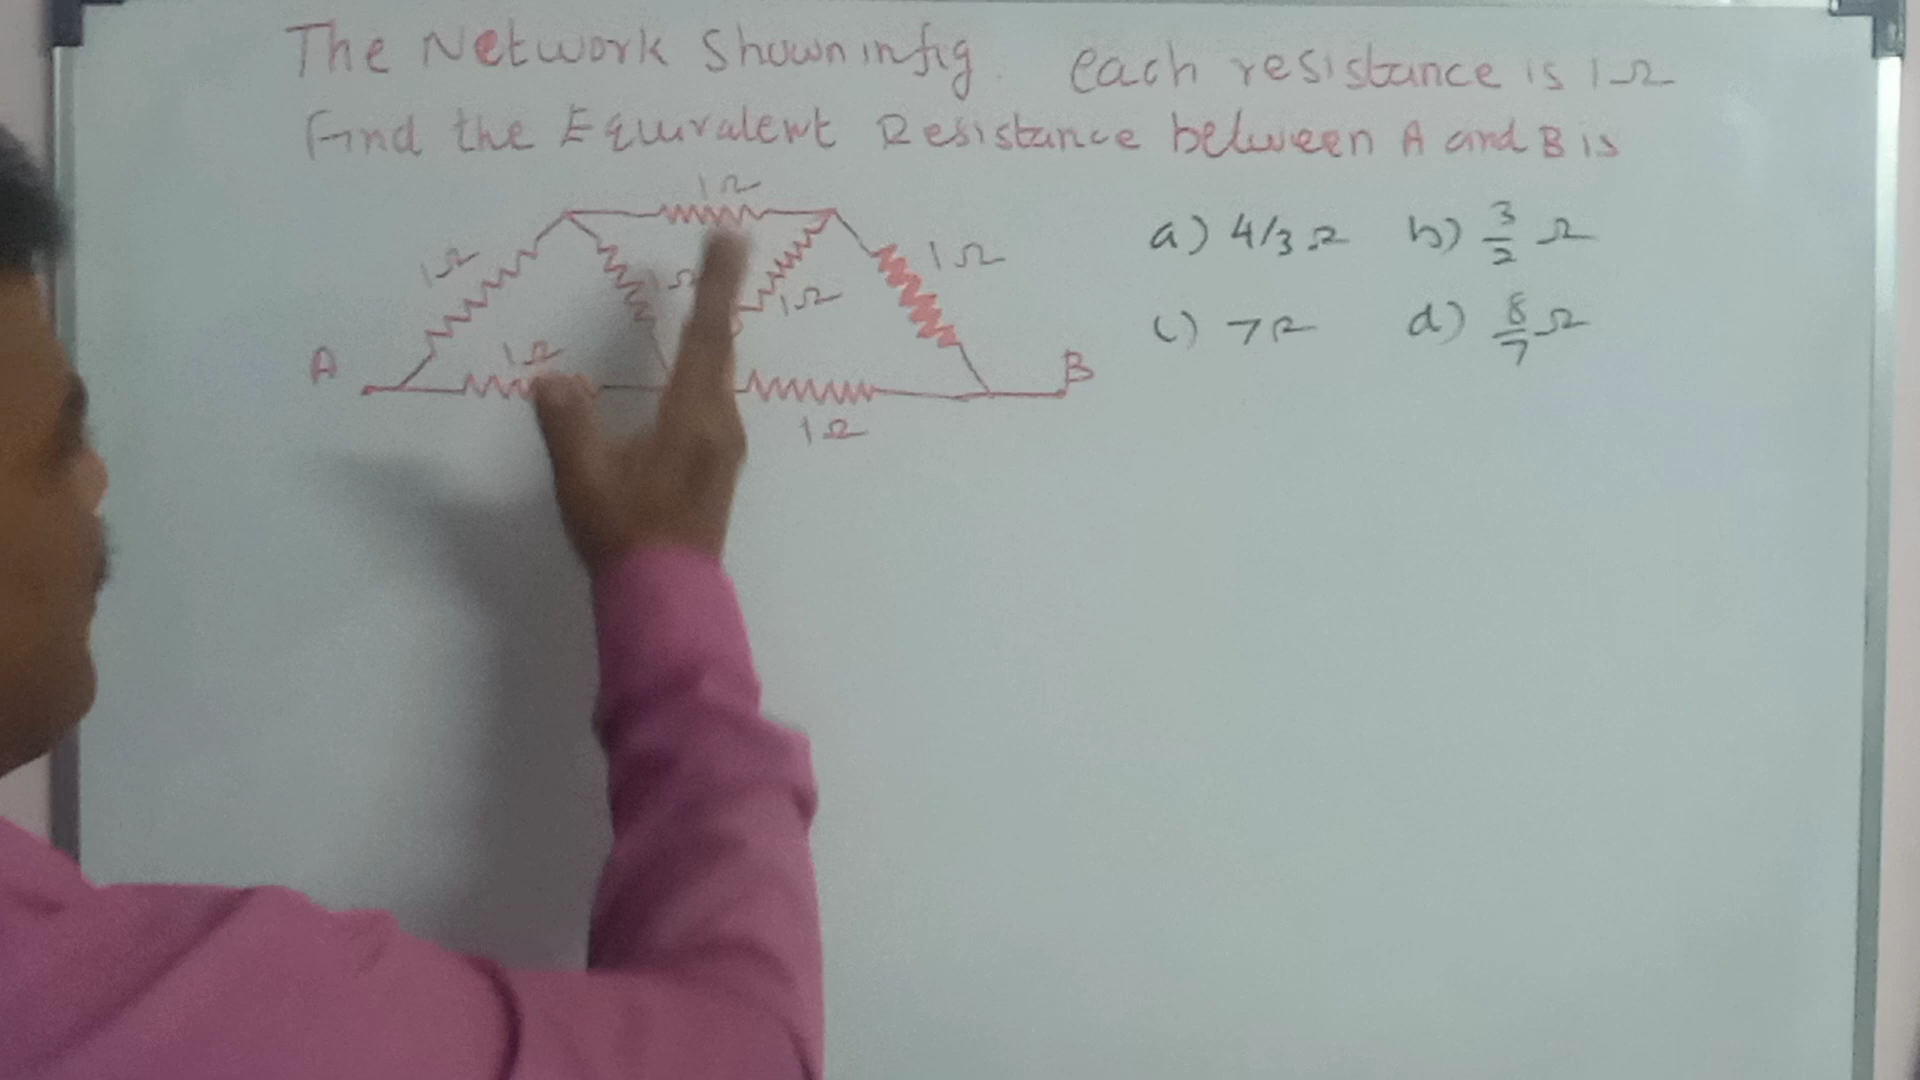 The Network Shown in fig. each resistance is 1Ω
Find the Equivalent Resistance between A and B is
1Ω
1Ω
1Ω
1Ω
1Ω
1Ω
1Ω
A
B
a) 4/3 Ω b) 3/2 Ω
c) 7Ω d) 8/7 Ω